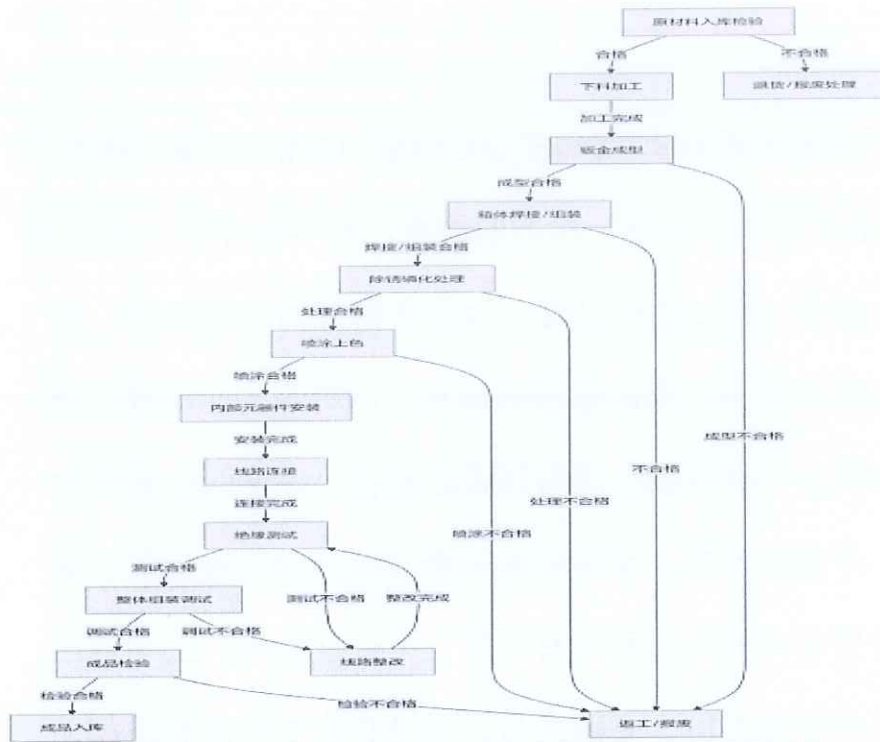 原材料入库检验
合格
不合格
下料加工
退货/报废处理
加工完成
钣金成型
成型合格
箱体焊接/组装
焊接/组装合格
除锈磷化处理
处理合格
喷涂上色
喷涂合格
内部元器件安装
成型不合格
安装完成
线路连接
不合格
处理不合格
连接完成
绝缘测试
喷涂不合格
测试合格
整体组装调试
测试不合格
整改完成
调试合格
调试不合格
成品检验
线路整改
检验合格
检验不合格
成品入库
返工/报废